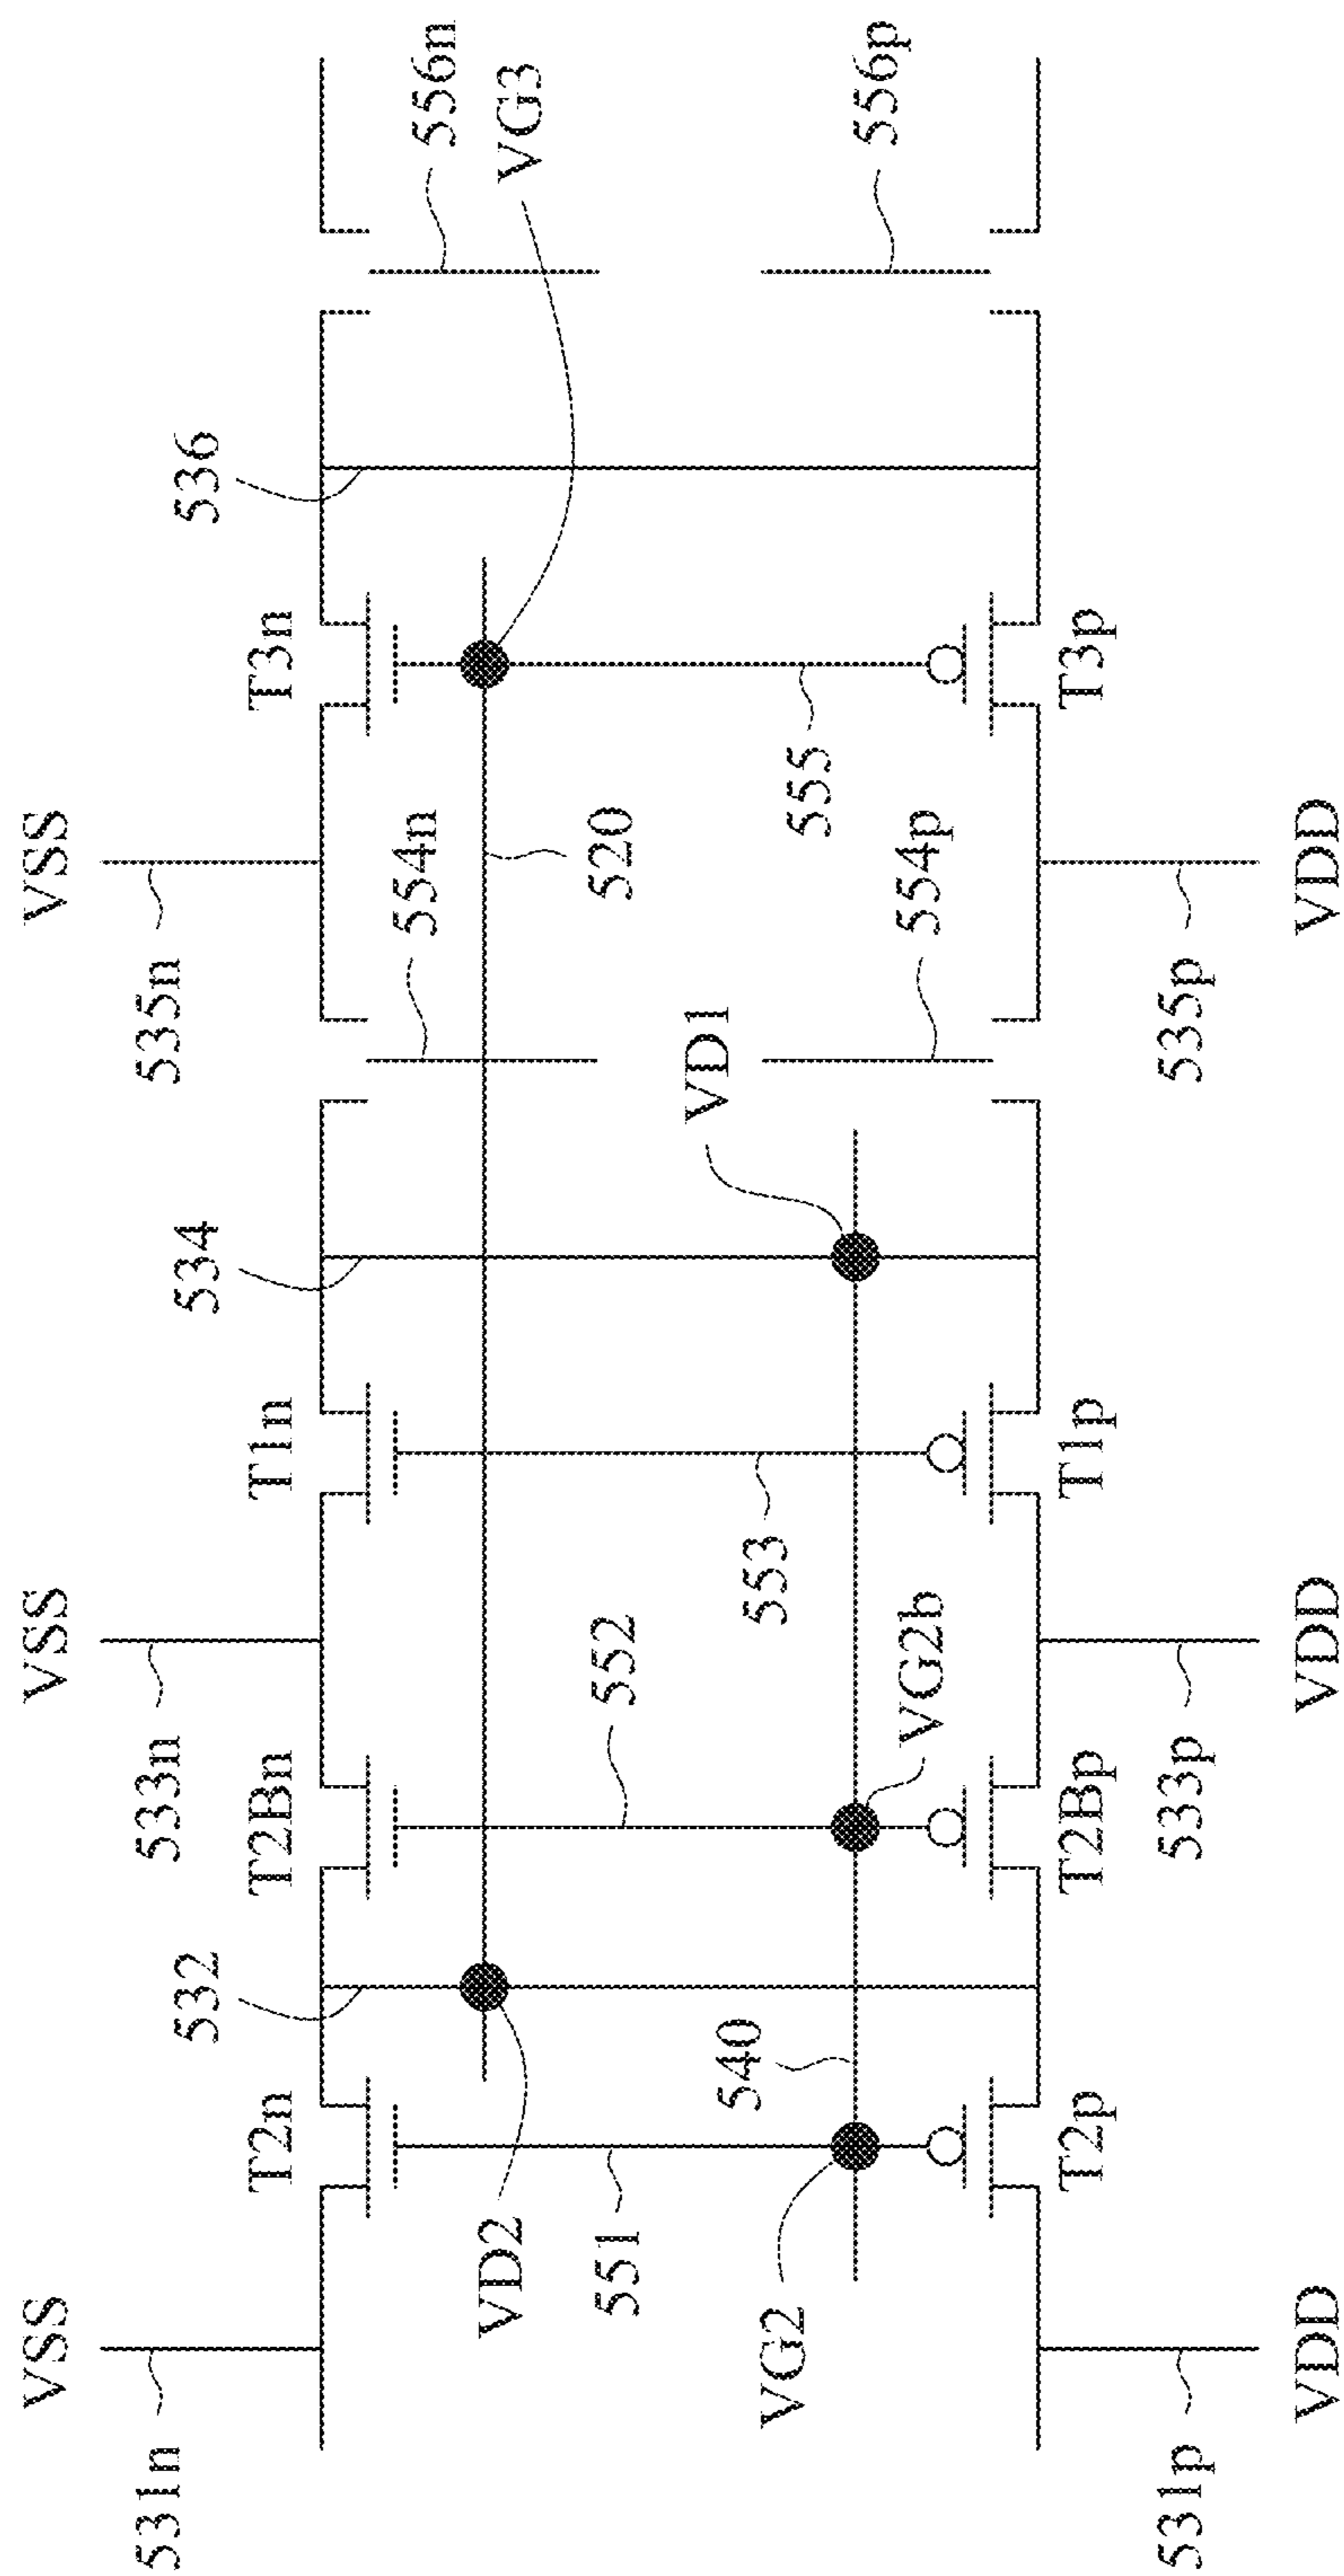 VSS
VSS
VSS
531n
533n
535n
532
534
536
T2n
T2Bn
T1n
T3n
554n
556n
VD2
VG3
551
552
520
540
VD1
553
555
VG2
VG2b
554p
556p
T2p
T2Bp
T1p
T3p
531p
533p
535p
VDD
VDD
VDD